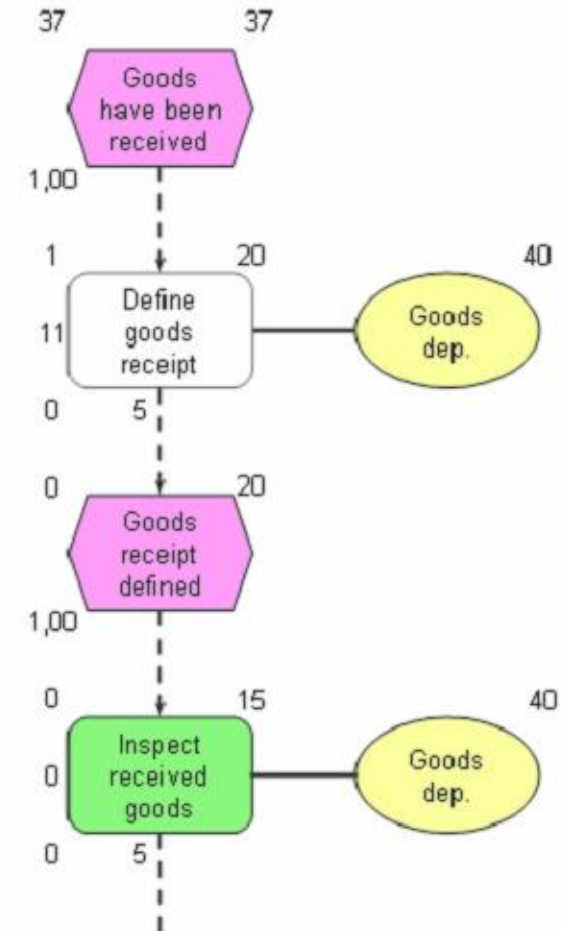 37 37
Goods
have been
received
1,00
1 20 40
Define
goods
receipt
11
Goods
dep.
0 5
0 20
Goods
receipt
defined
1,00
0 15 40
Inspect
received
goods
0
Goods
dep.
0 5